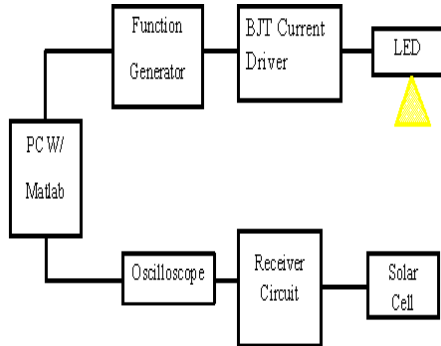 Function
Generator
BJT Current
Driver
LED
PC W/
Matlab
Oscilloscope
Receiver
Circuit
Solar
Cell